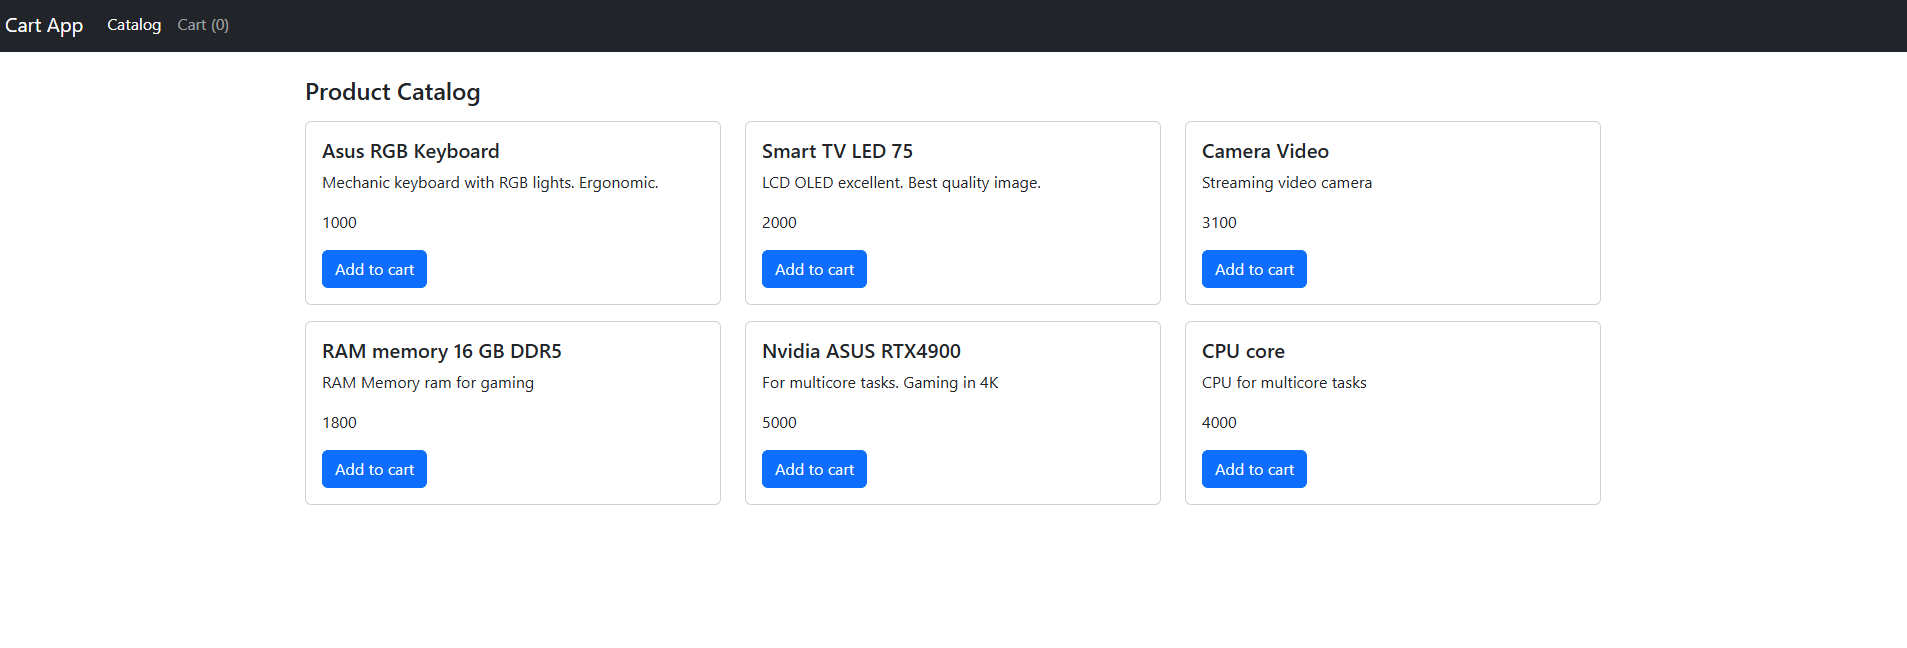 Cart App Catalog Cart (0)
Product Catalog
Asus RGB Keyboard
Mechanic keyboard with RGB lights. Ergonomic.
1000
Add to cart
Smart TV LED 75
LCD OLED excellent. Best quality image.
2000
Add to cart
Camera Video
Streaming video camera
3100
Add to cart
RAM memory 16 GB DDR5
RAM Memory ram for gaming
1800
Add to cart
Nvidia ASUS RTX4900
For multicore tasks. Gaming in 4K
5000
Add to cart
CPU core
CPU for multicore tasks
4000
Add to cart